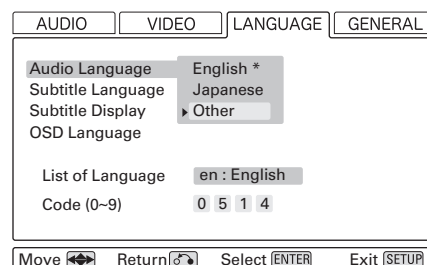 AUDIO VIDEO LANGUAGE GENERAL
Audio Language English *
Subtitle Language Japanese
Subtitle Display Other
OSD Language
List of Language en : English
Code (0~9) 0 5 1 4
Move Return Select ENTER Exit SETUP